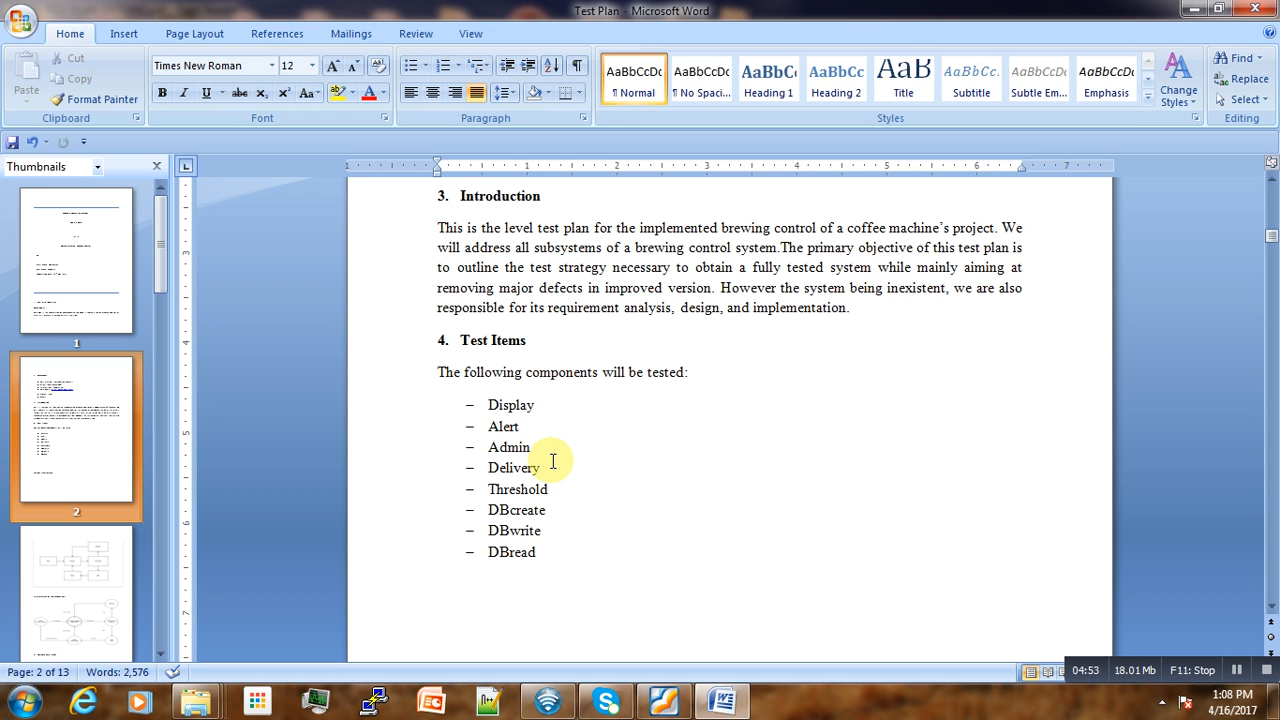 Test Plan - Microsoft Word
Home Insert Page Layout References Mailings Review View
Paste
Cut
Copy
Format Painter
Clipboard
Times New Roman 12
Font
Paragraph
AaBbCcDc AaBbCcDc AaBbCc AaBbCc AaB AaBbCc. AaBbCcDc AaBbCcDc
¶ Normal ¶ No Spaci... Heading 1 Heading 2 Title Subtitle Subtle Em... Emphasis
Change Styles
Styles
Find
Replace
Select
Editing
Thumbnails
1
2
3. Introduction
This is the level test plan for the implemented brewing control of a coffee machine's project. We
will address all subsystems of a brewing control system.The primary objective of this test plan is
to outline the test strategy necessary to obtain a fully tested system while mainly aiming at
removing major defects in improved version. However the system being inexistent, we are also
responsible for its requirement analysis, design, and implementation.
4. Test Items
The following components will be tested:
– Display
– Alert
– Admin
– Delivery
– Threshold
– DBcreate
– DBwrite
– DBread
Page: 2 of 13 Words: 2,576
04:53 18.01 Mb F11: Stop
1:08 PM
4/16/2017